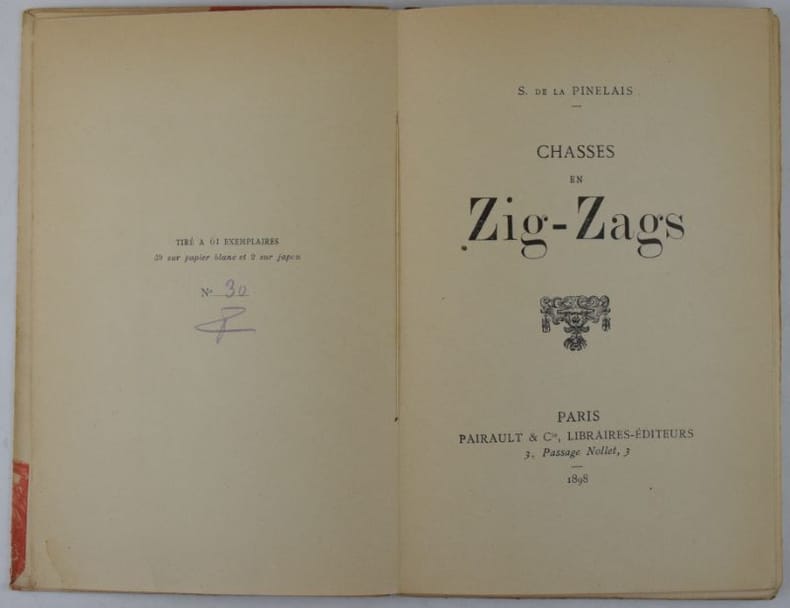 TIRÉ A 61 EXEMPLAIRES
59 sur papier blanc et 2 sur japon
Nº 30
S. DE LA PINELAIS
CHASSES
EN
Zig-Zags
PARIS
PAIRAULT & Cie, LIBRAIRES-ÉDITEURS
3, Passage Nollet, 3
1898